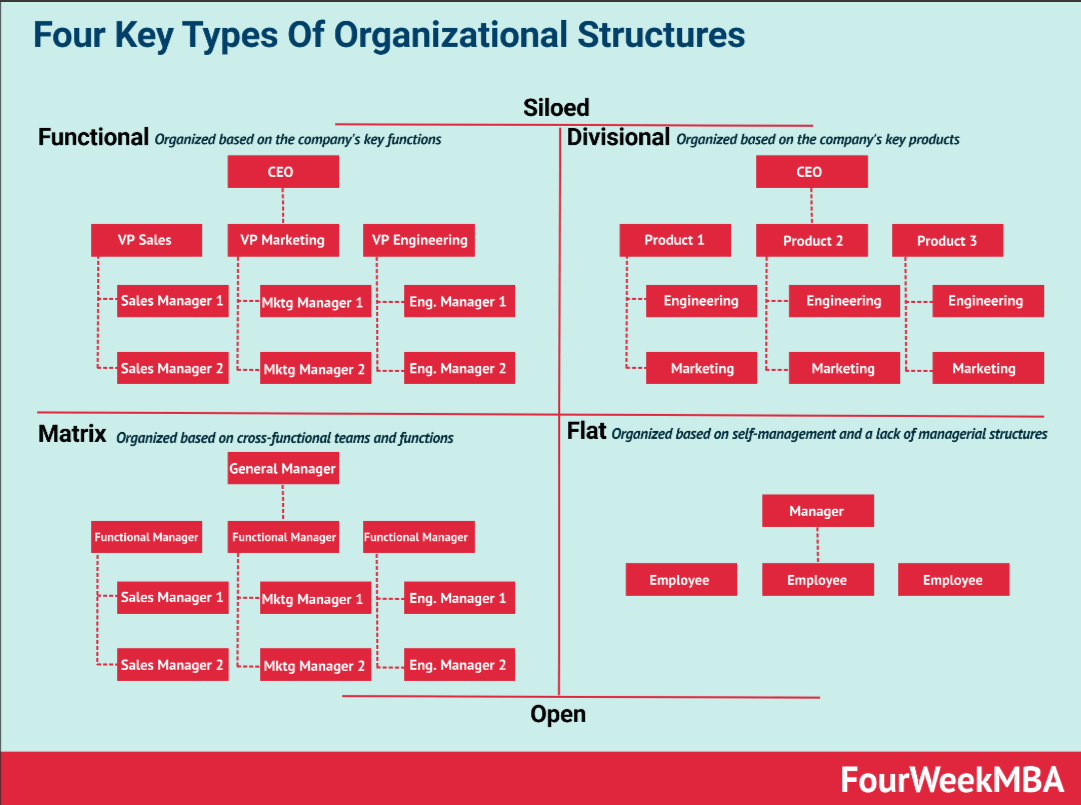 Four Key Types Of Organizational Structures
Siloed
Functional Organized based on the company's key functions
CEO
VP Sales
VP Marketing
VP Engineering
Sales Manager 1
Mktg Manager 1
Eng. Manager 1
Sales Manager 2
Mktg Manager 2
Eng. Manager 2
Divisional Organized based on the company's key products
CEO
Product 1
Product 2
Product 3
Engineering
Engineering
Engineering
Marketing
Marketing
Marketing
Matrix Organized based on cross-functional teams and functions
General Manager
Functional Manager
Functional Manager
Functional Manager
Sales Manager 1
Mktg Manager 1
Eng. Manager 1
Sales Manager 2
Mktg Manager 2
Eng. Manager 2
Flat Organized based on self-management and a lack of managerial structures
Manager
Employee
Employee
Employee
Open
FourWeekMBA